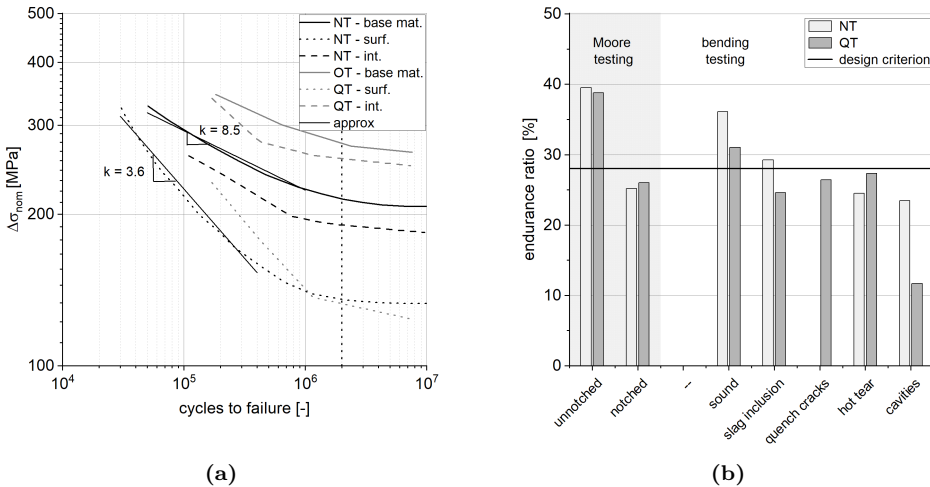 500
400
300
200
100
10⁴
10⁵
10⁶
10⁷
Δσnom [MPa]
cycles to failure [-]
NT - base mat.
NT - surf.
NT - int.
OT - base mat.
QT - surf.
QT - int.
approx
k = 8.5
k = 3.6
(a)
50
40
30
20
10
0
endurance ratio [%]
Moore
testing
bending
testing
NT
QT
design criterion
unnotched
notched
--
sound
slag inclusion
quench cracks
hot tear
cavities
(b)